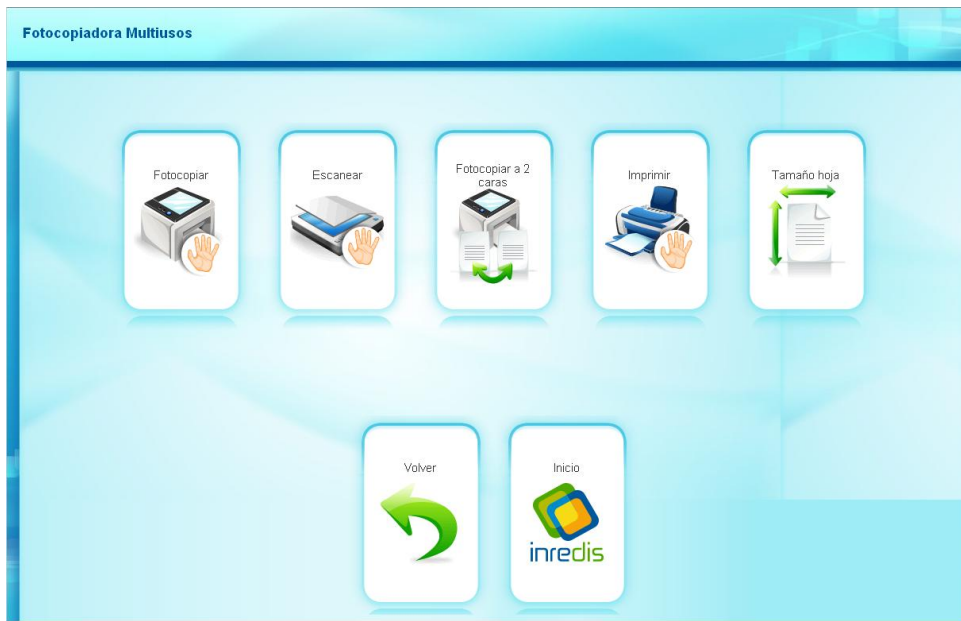 Fotocopiadora Multiusos
Fotocopiar
Escanear
Fotocopiar a 2
caras
Imprimir
Tamaño hoja
Volver
Inicio
inredis